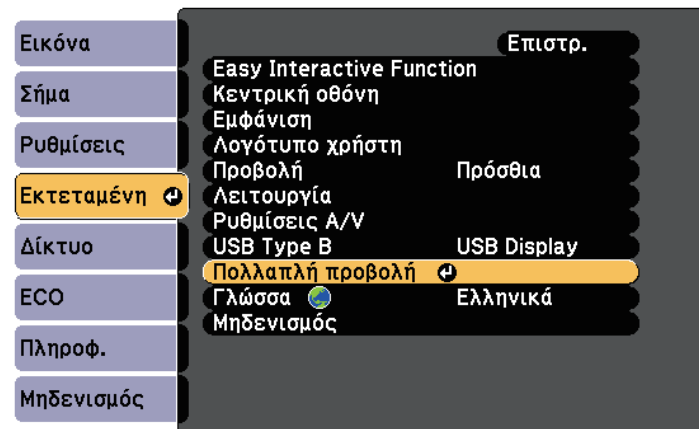 Εικόνα
Σήμα
Ρυθμίσεις
Εκτεταμένη
Δίκτυο
ECO
Πληροφ.
Μηδενισμός
Επιστρ.
Easy Interactive Function
Κεντρική οθόνη
Εμφάνιση
Λογότυπο χρήστη
Προβολή Πρόσθια
Λειτουργία
Ρυθμίσεις A/V
USB Type B USB Display
Πολλαπλή προβολή
Γλώσσα Ελληνικά
Μηδενισμός